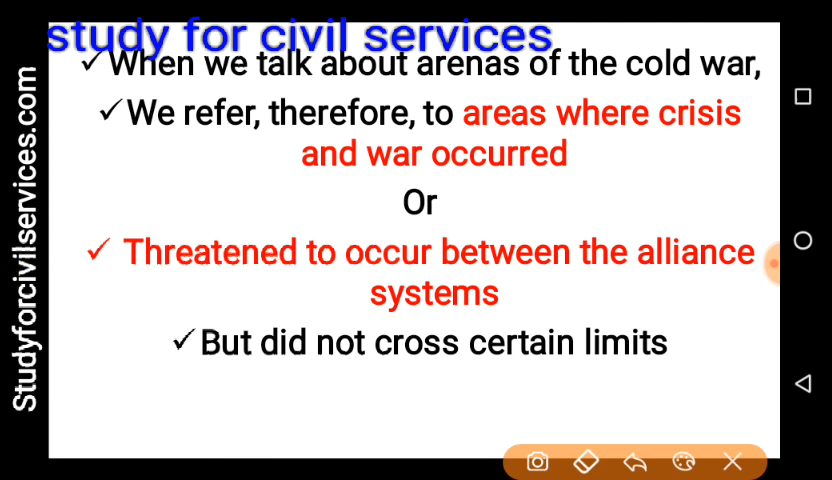 study for civil services
✓When we talk about arenas of the cold war,
✓We refer, therefore, to areas where crisis
and war occurred
Or
✓ Threatened to occur between the alliance
systems
✓But did not cross certain limits
Studyforcivilservices.com